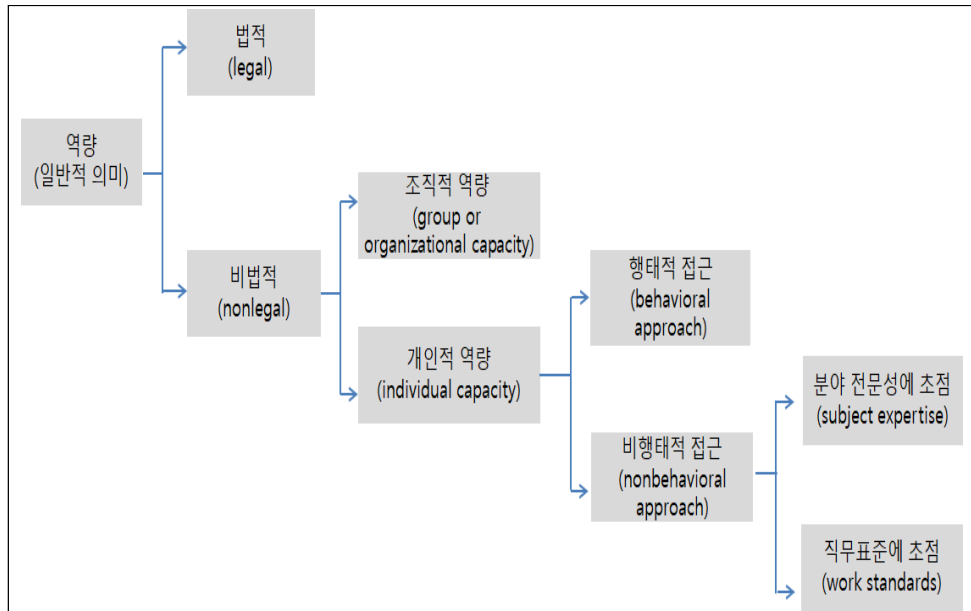 법적
(legal)
역량
(일반적 의미)
조직적 역량
(group or
organizational capacity)
비법적
(nonlegal)
행태적 접근
(behavioral
approach)
개인적 역량
(individual capacity)
분야 전문성에 초점
(subject expertise)
비행태적 접근
(nonbehavioral
approach)
직무표준에 초점
(work standards)